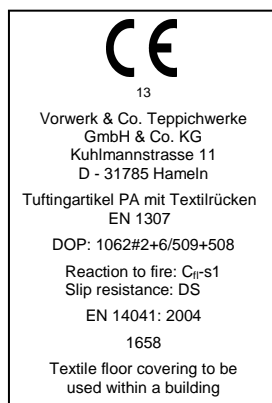 CE
13
Vorwerk & Co. Teppichwerke
GmbH & Co. KG
Kuhlmannstrasse 11
D - 31785 Hameln
Tuftingartikel PA mit Textilrücken
EN 1307
DOP: 1062#2+6/509+508
Reaction to fire: Cfl-s1
Slip resistance: DS
EN 14041: 2004
1658
Textile floor covering to be
used within a building